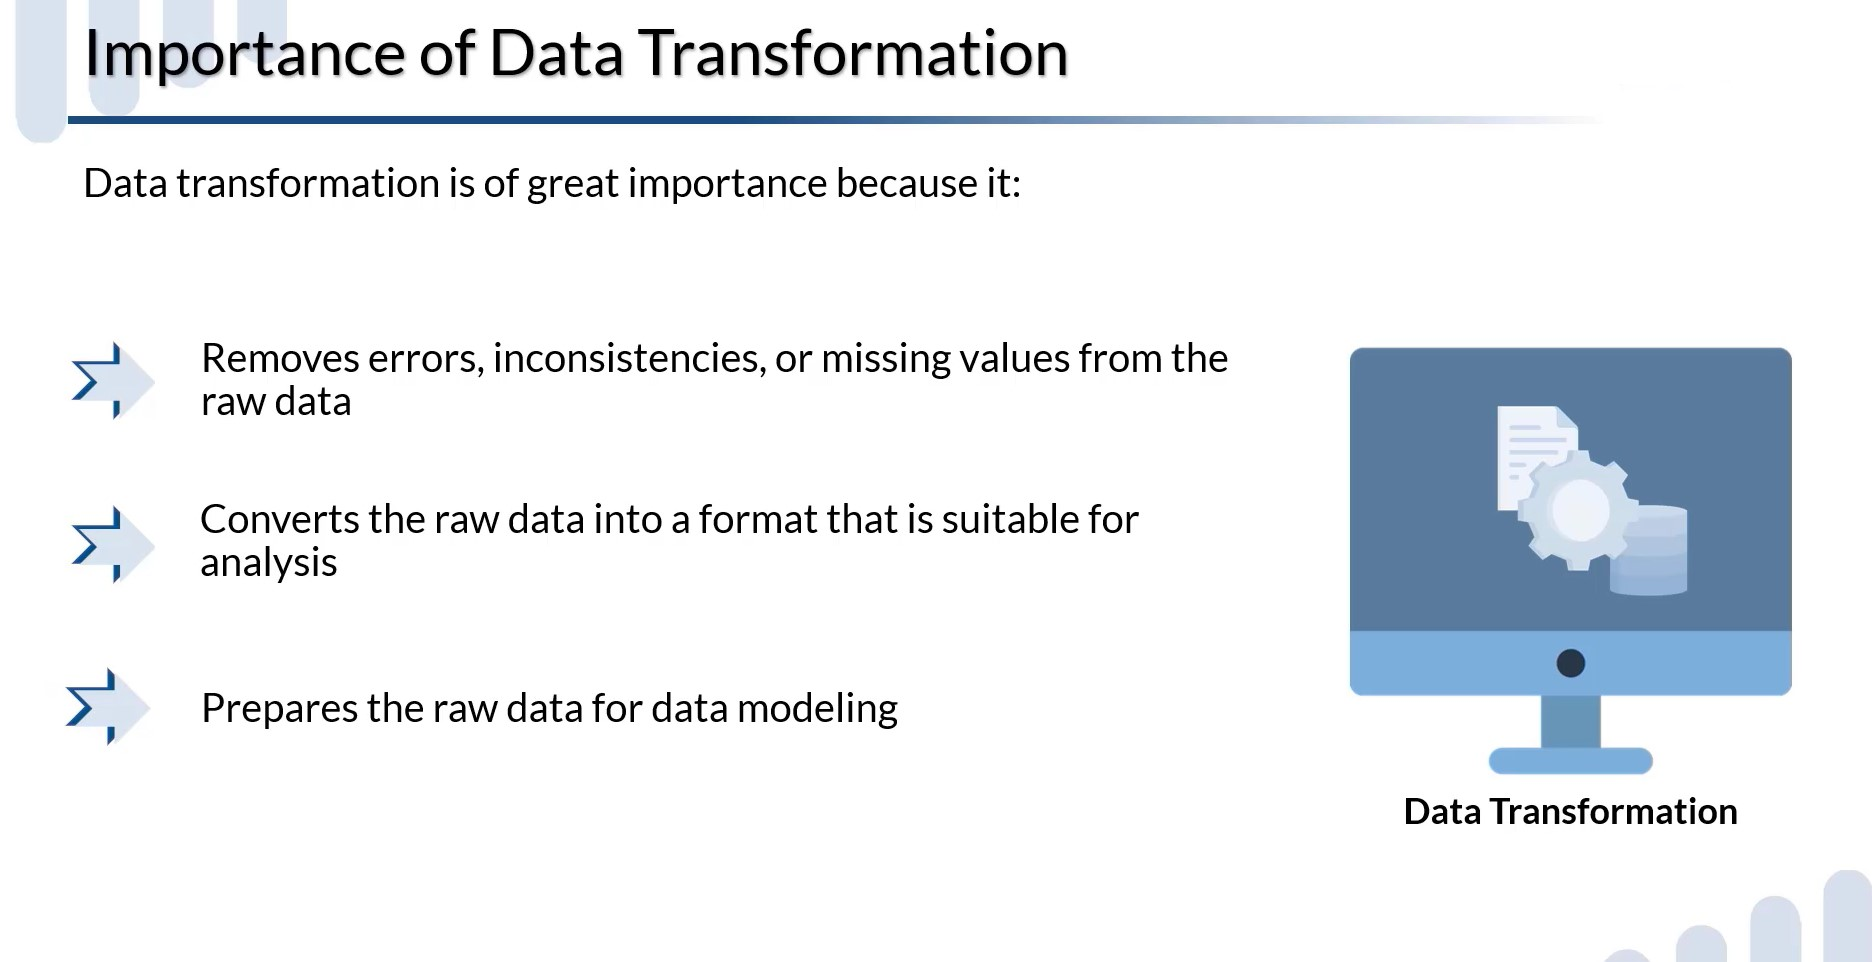 Importance of Data Transformation
Data transformation is of great importance because it:
Removes errors, inconsistencies, or missing values from the
raw data
Converts the raw data into a format that is suitable for
analysis
Prepares the raw data for data modeling
Data Transformation